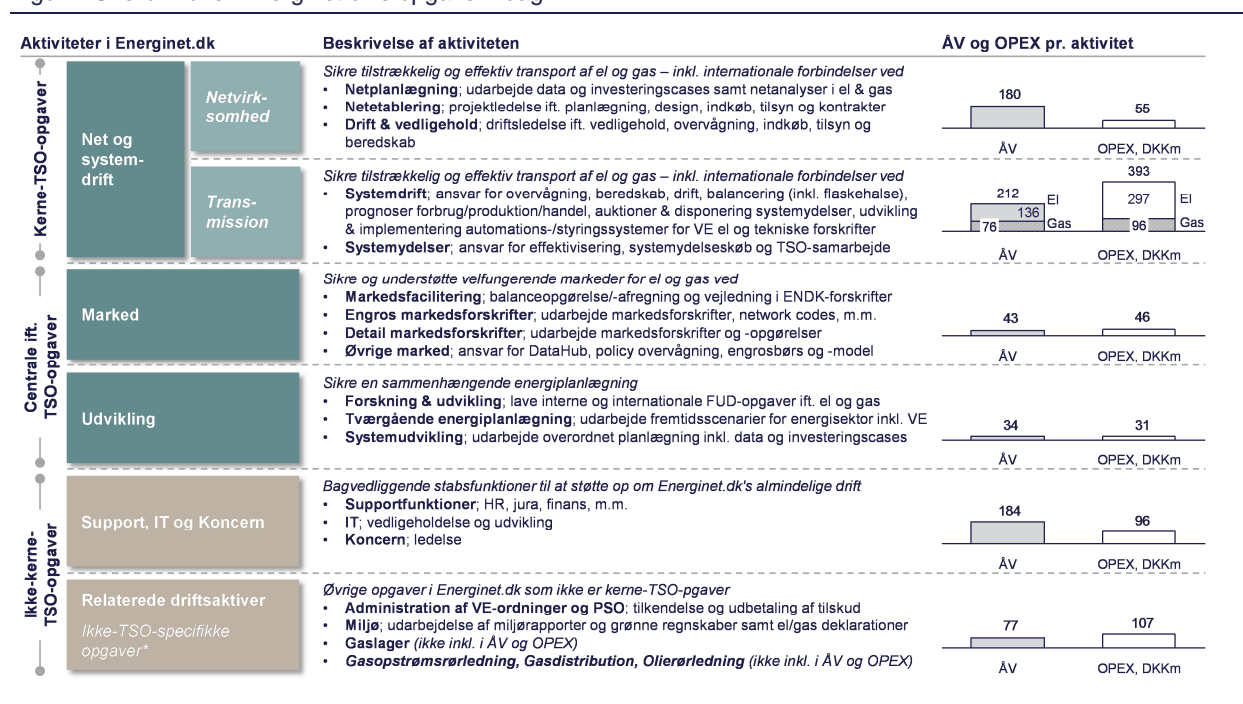 Aktiviteter i Energinet.dk
Beskrivelse af aktiviteten
ÅV og OPEX pr. aktivitet
Kerne-TSO-opgaver
Net og
system-
drift
Netvirk-
somhed
Sikre tilstrækkelig og effektiv transport af el og gas – inkl. internationale forbindelser ved
• Netplanlægning; udarbejde data og investeringscases samt netanalyser i el & gas
• Netetablering; projektledelse ift. planlægning, design, indkøb, tilsyn og kontrakter
• Drift & vedligehold; driftsledelse ift. vedligehold, overvågning, indkøb, tilsyn og
beredskab
180
55
ÅV
OPEX, DKKm
Trans-
mission
Sikre tilstrækkelig og effektiv transport af el og gas – inkl. internationale forbindelser ved
• Systemdrift; ansvar for overvågning, beredskab, drift, balancering (inkl. flaskehalse),
prognoser forbrug/produktion/handel, auktioner & disponering systemydelser, udvikling
& implementering automations-/styringssystemer for VE el og tekniske forskrifter
• Systemydelser; ansvar for effektivisering, systemydelseskøb og TSO-samarbejde
212
136
76
El
Gas
ÅV
393
297
96
El
Gas
OPEX, DKKm
Centrale ift.
TSO-opgaver
Marked
Sikre og understøtte velfungerende markeder for el og gas ved
• Markedsfacilitering; balanceopgørelse/-afregning og vejledning i ENDK-forskrifter
• Engros markedsforskrifter; udarbejde markedsforskrifter, network codes, m.m.
• Detail markedsforskrifter; udarbejde markedsforskrifter og -opgørelser
• Øvrige marked; ansvar for DataHub, policy overvågning, engrosbørs og -model
43
46
ÅV
OPEX, DKKm
Udvikling
Sikre en sammenhængende energiplanlægning
• Forskning & udvikling; lave interne og internationale FUD-opgaver ift. el og gas
• Tværgående energiplanlægning; udarbejde fremtidsscenarier for energisektor inkl. VE
• Systemudvikling; udarbejde overordnet planlægning inkl. data og investeringscases
34
31
ÅV
OPEX, DKKm
Ikke-kerne-
TSO-opgaver
Support, IT og Koncern
Bagvedliggende stabsfunktioner til at støtte op om Energinet.dk's almindelige drift
• Supportfunktioner; HR, jura, finans, m.m.
• IT; vedligeholdelse og udvikling
• Koncern; ledelse
184
96
ÅV
OPEX, DKKm
Relaterede driftsaktiver
Ikke-TSO-specifikke
opgaver*
Øvrige opgaver i Energinet.dk som ikke er kerne-TSO-pgaver
• Administration af VE-ordninger og PSO; tilkendelse og udbetaling af tilskud
• Miljø; udarbejdelse af miljørapporter og grønne regnskaber samt el/gas deklarationer
• Gaslager (ikke inkl. i ÅV og OPEX)
• Gasopstrømsrørledning, Gasdistribution, Olierørledning (ikke inkl. i ÅV og OPEX)
77
107
ÅV
OPEX, DKKm